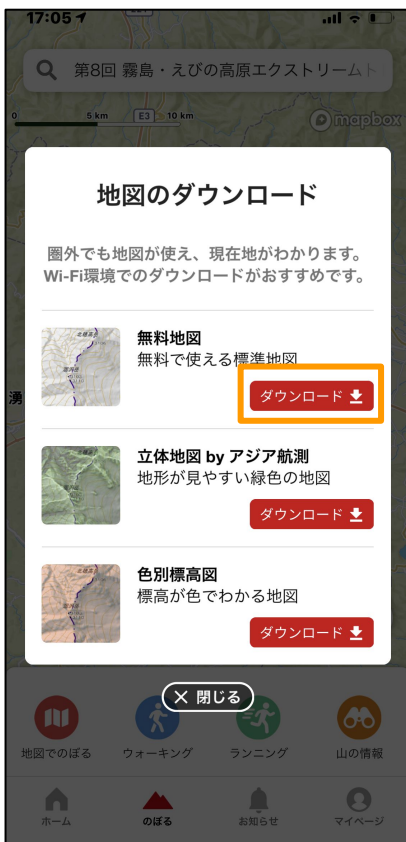 17:05
第8回 霧島・えびの高原エクストリームト
0 5 km E3 10 km
mapbox
地図のダウンロード
圏外でも地図が使え、現在地がわかります。
Wi-Fi環境でのダウンロードがおすすめです。
無料地図
無料で使える標準地図
ダウンロード
湧
立体地図 by アジア航測
地形が見やすい緑色の地図
ダウンロード
色別標高図
標高が色でわかる地図
ダウンロード
× 閉じる
地図でのぼる ウォーキング ランニング 山の情報
ホーム のぼる お知らせ マイページ